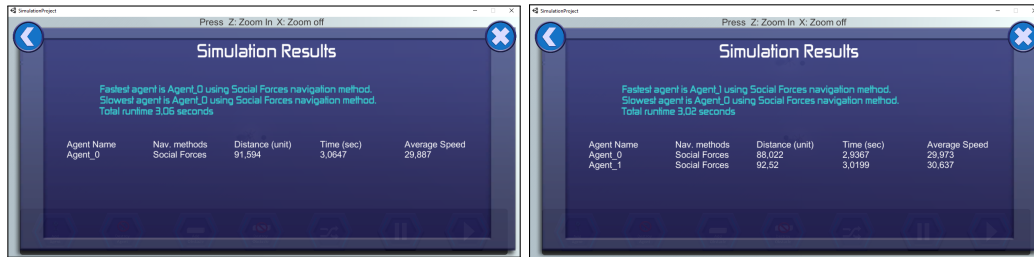 SimulationProject
Press Z: Zoom In X: Zoom off
Simulation Results
Fastest agent is Agent_0 using Social Forces navigation method.
Slowest agent is Agent_0 using Social Forces navigation method.
Total runtime 3,06 seconds
Agent Name Nav. methods Distance (unit) Time (sec) Average Speed
Agent_0 Social Forces 91,594 3,0647 29,887
SimulationProject
Press Z: Zoom In X: Zoom off
Simulation Results
Fastest agent is Agent_1 using Social Forces navigation method.
Slowest agent is Agent_0 using Social Forces navigation method.
Total runtime 3,02 seconds
Agent Name Nav. methods Distance (unit) Time (sec) Average Speed
Agent_0 Social Forces 88,022 2,9367 29,973
Agent_1 Social Forces 92,52 3,0199 30,637